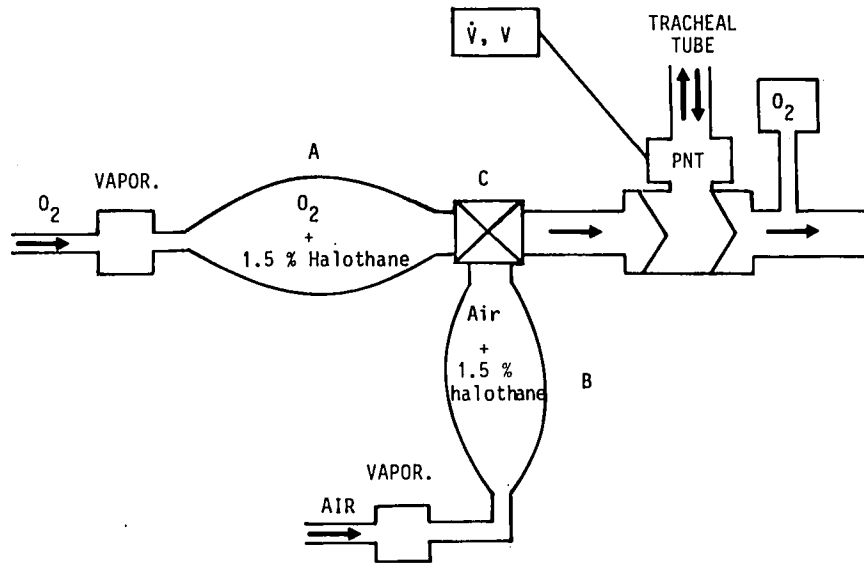 V̇, V
TRACHEAL
TUBE
O₂
PNT
A
C
VAPOR.
O₂
O₂
+
1.5 % Halothane
Air
+
1.5 %
halothane
B
VAPOR.
AIR